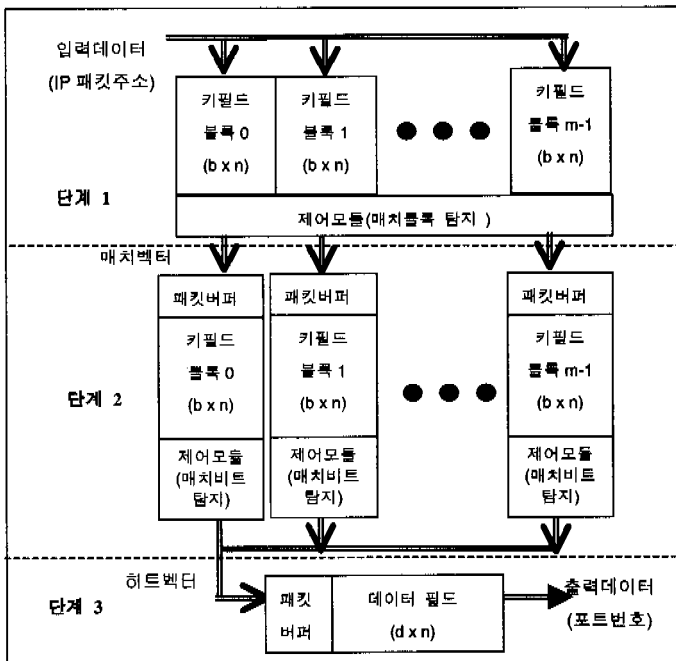 입력데이터
(IP 패킷주소)
키필드
블록 0
(b x n)
키필드
블록 1
(b x n)
키필드
블록 m-1
(b x n)
단계 1
제어모듈(매치블록 탐지 )
매치벡터
패킷버퍼
키필드
블록 0
(b x n)
제어모듈
(매치비트
탐지)
패킷버퍼
키필드
블록 1
(b x n)
제어모듈
(매치비트
탐지)
패킷버퍼
키필드
블록 m-1
(b x n)
제어모듈
(매치비트
탐지)
단계 2
히트벡터
단계 3
패킷
버퍼
데이터 필드
(d x n)
출력데이터
(포트번호)